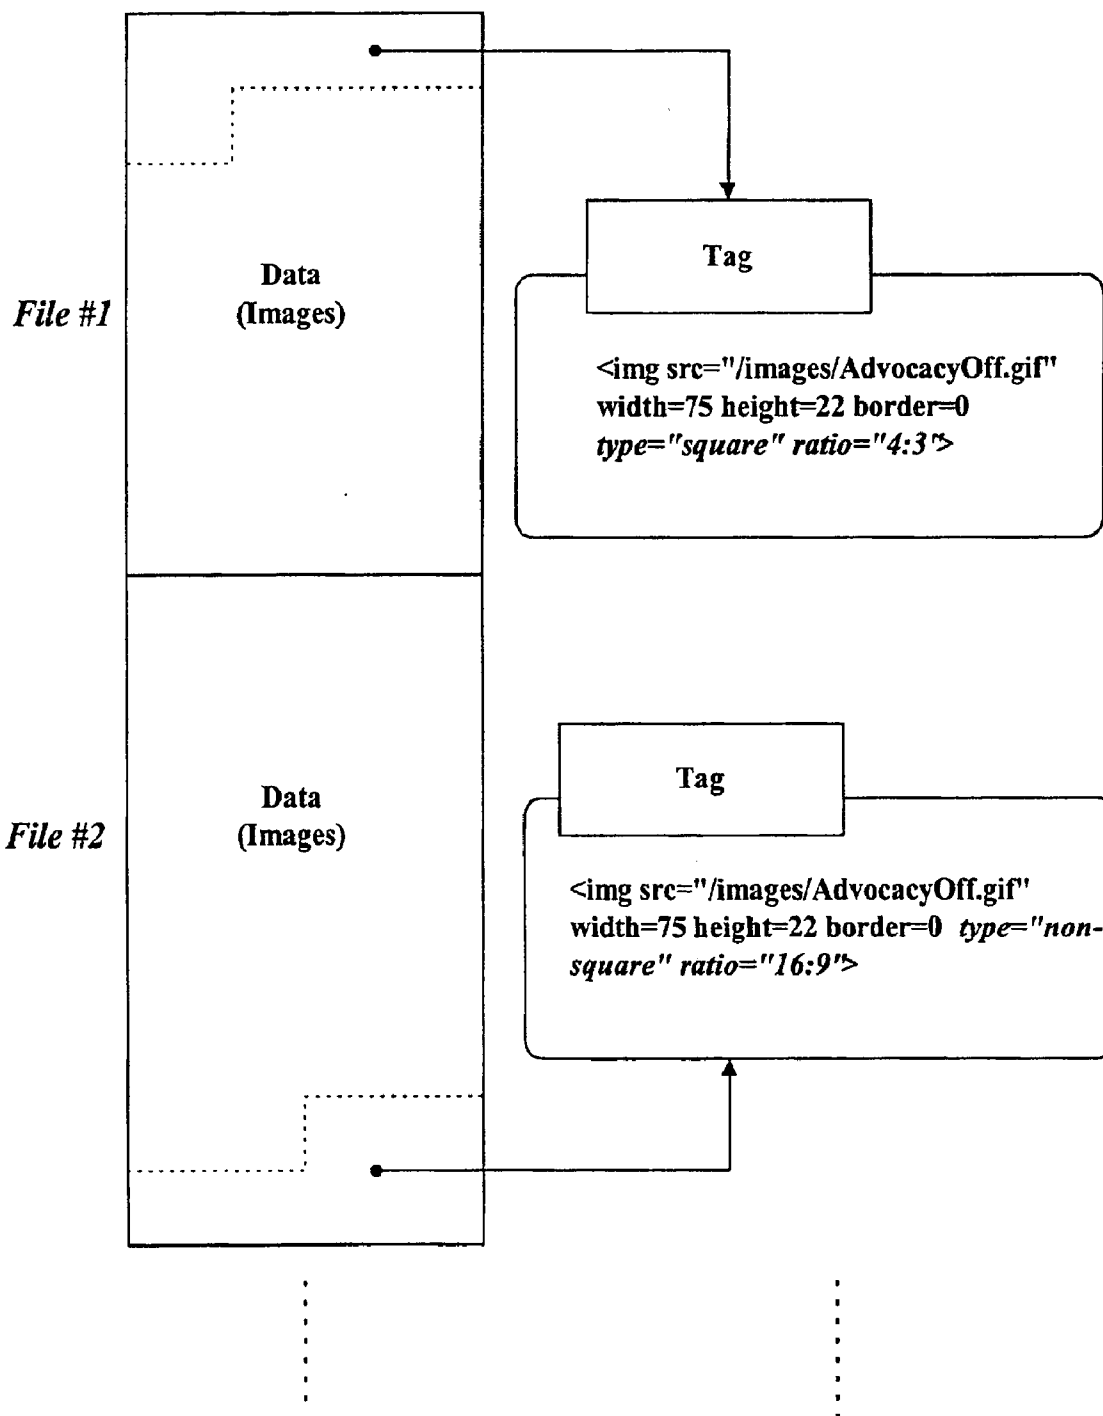 Tag
Data
(Images)
File #1
<img src="/images/AdvocacyOff.gif"
width=75 height=22 border=0
type="square" ratio="4:3">
Tag
Data
(Images)
File #2
<img src="/images/AdvocacyOff.gif"
width=75 height=22 border=0 type="non-
square" ratio="16:9">